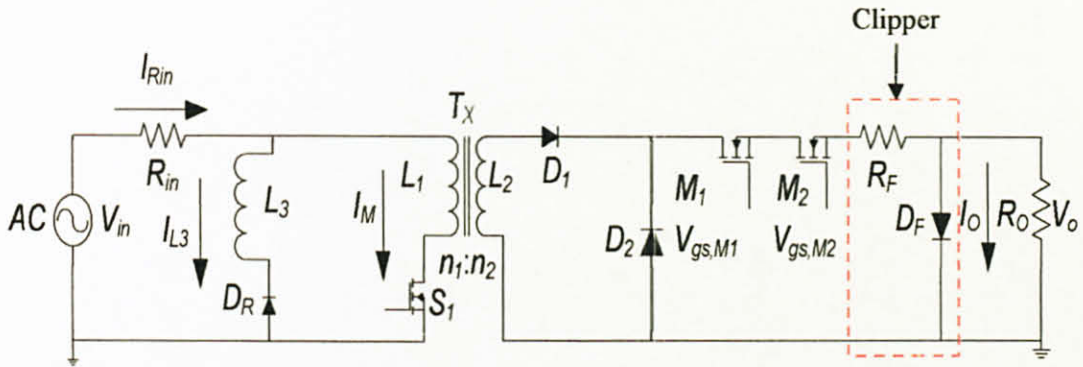 Clipper
I_Rin
T_X
R_in
L_3
L_1
L_2
D_1
M_1
M_2
R_F
AC
V_in
I_L3
I_M
D_2
V_gs,M1
V_gs,M2
D_F
I_O
R_O
V_o
D_R
n_1:n_2
S_1